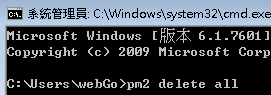 系統管理員: C:\Windows\system32\cmd.exe
Microsoft Windows [版本 6.1.7601]
Copyright (c) 2009 Microsoft Corp
C:\Users\webGo>pm2 delete all